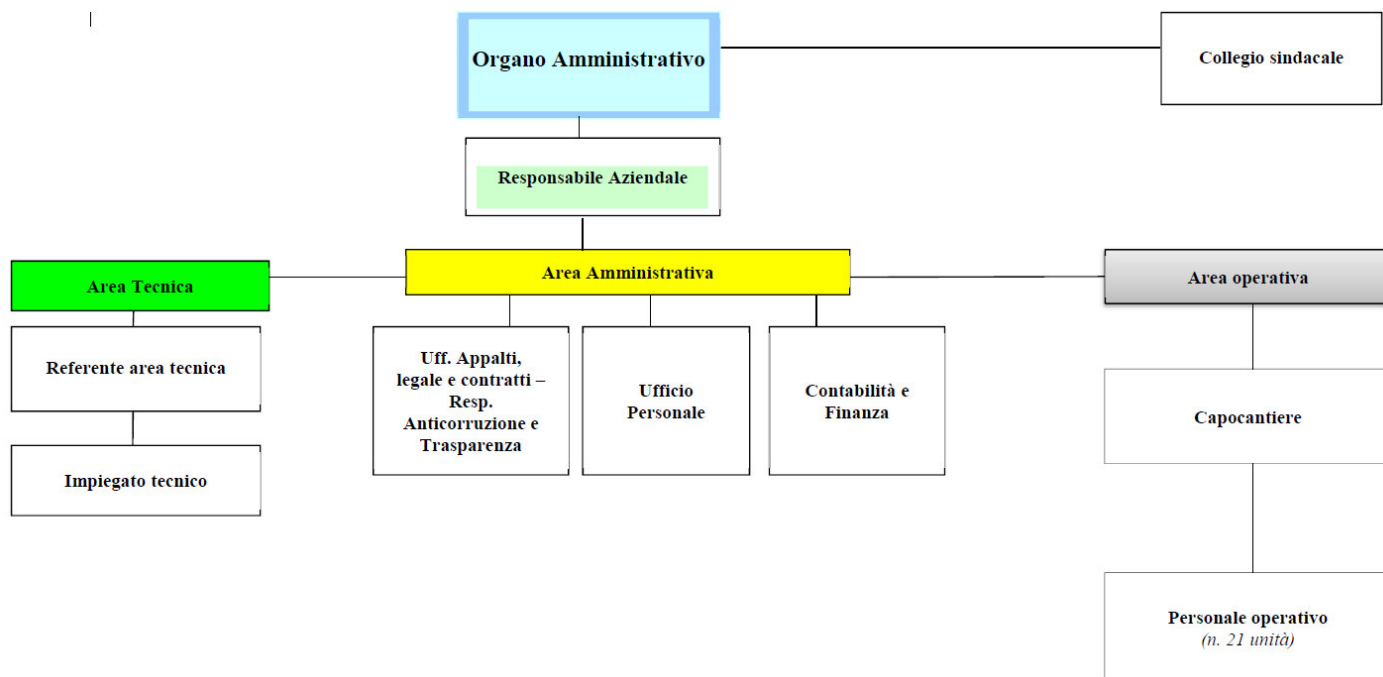 Organo Amministrativo
Collegio sindacale
Responsabile Aziendale
Area Tecnica
Area Amministrativa
Area operativa
Referente area tecnica
Impiegato tecnico
Uff. Appalti,
legale e contratti –
Resp.
Anticorruzione e
Trasparenza
Ufficio
Personale
Contabilità e
Finanza
Capocantiere
Personale operativo
(n. 21 unità)